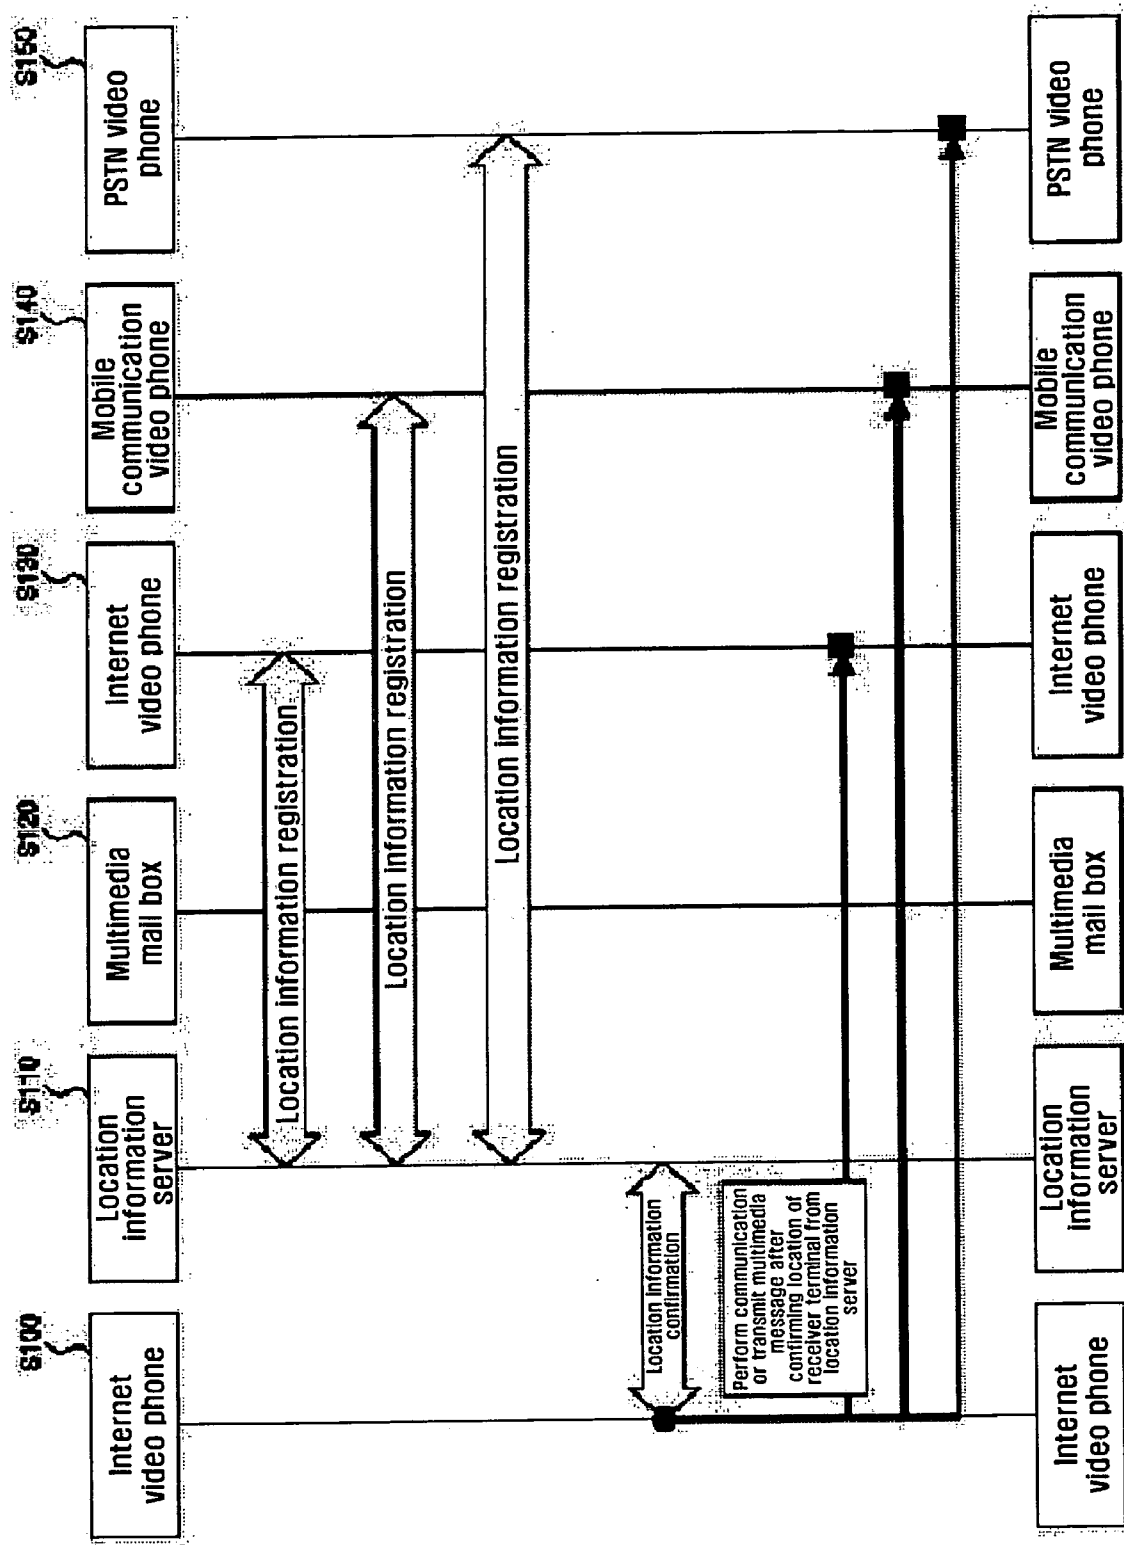 S100
S110
S120
S130
S140
S150
Internet
video phone
Location
information
server
Multimedia
mail box
Internet
video phone
Mobile
communication
video phone
PSTN video
phone
Location information registration
Location information registration
Location information registration
Location information
confirmation
Perform communication
or transmit multimedia
message after
confirming location of
receiver terminal from
location information
server
Internet
video phone
Location
information
server
Multimedia
mail box
Internet
video phone
Mobile
communication
video phone
PSTN video
phone